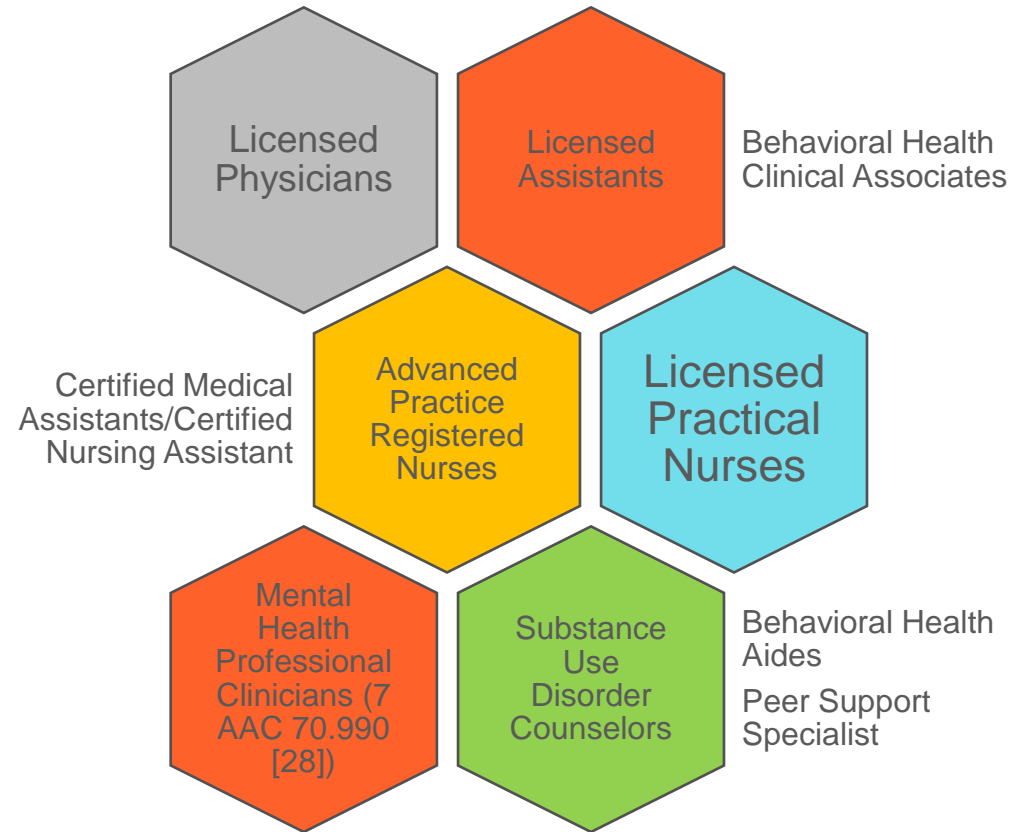 Licensed
Physicians
Licensed
Assistants
Behavioral Health
Clinical Associates
Certified Medical
Assistants/Certified
Nursing Assistant
Advanced
Practice
Registered
Nurses
Licensed
Practical
Nurses
Mental
Health
Professional
Clinicians (7
AAC 70.990
[28])
Substance
Use
Disorder
Counselors
Behavioral Health
Aides
Peer Support
Specialist